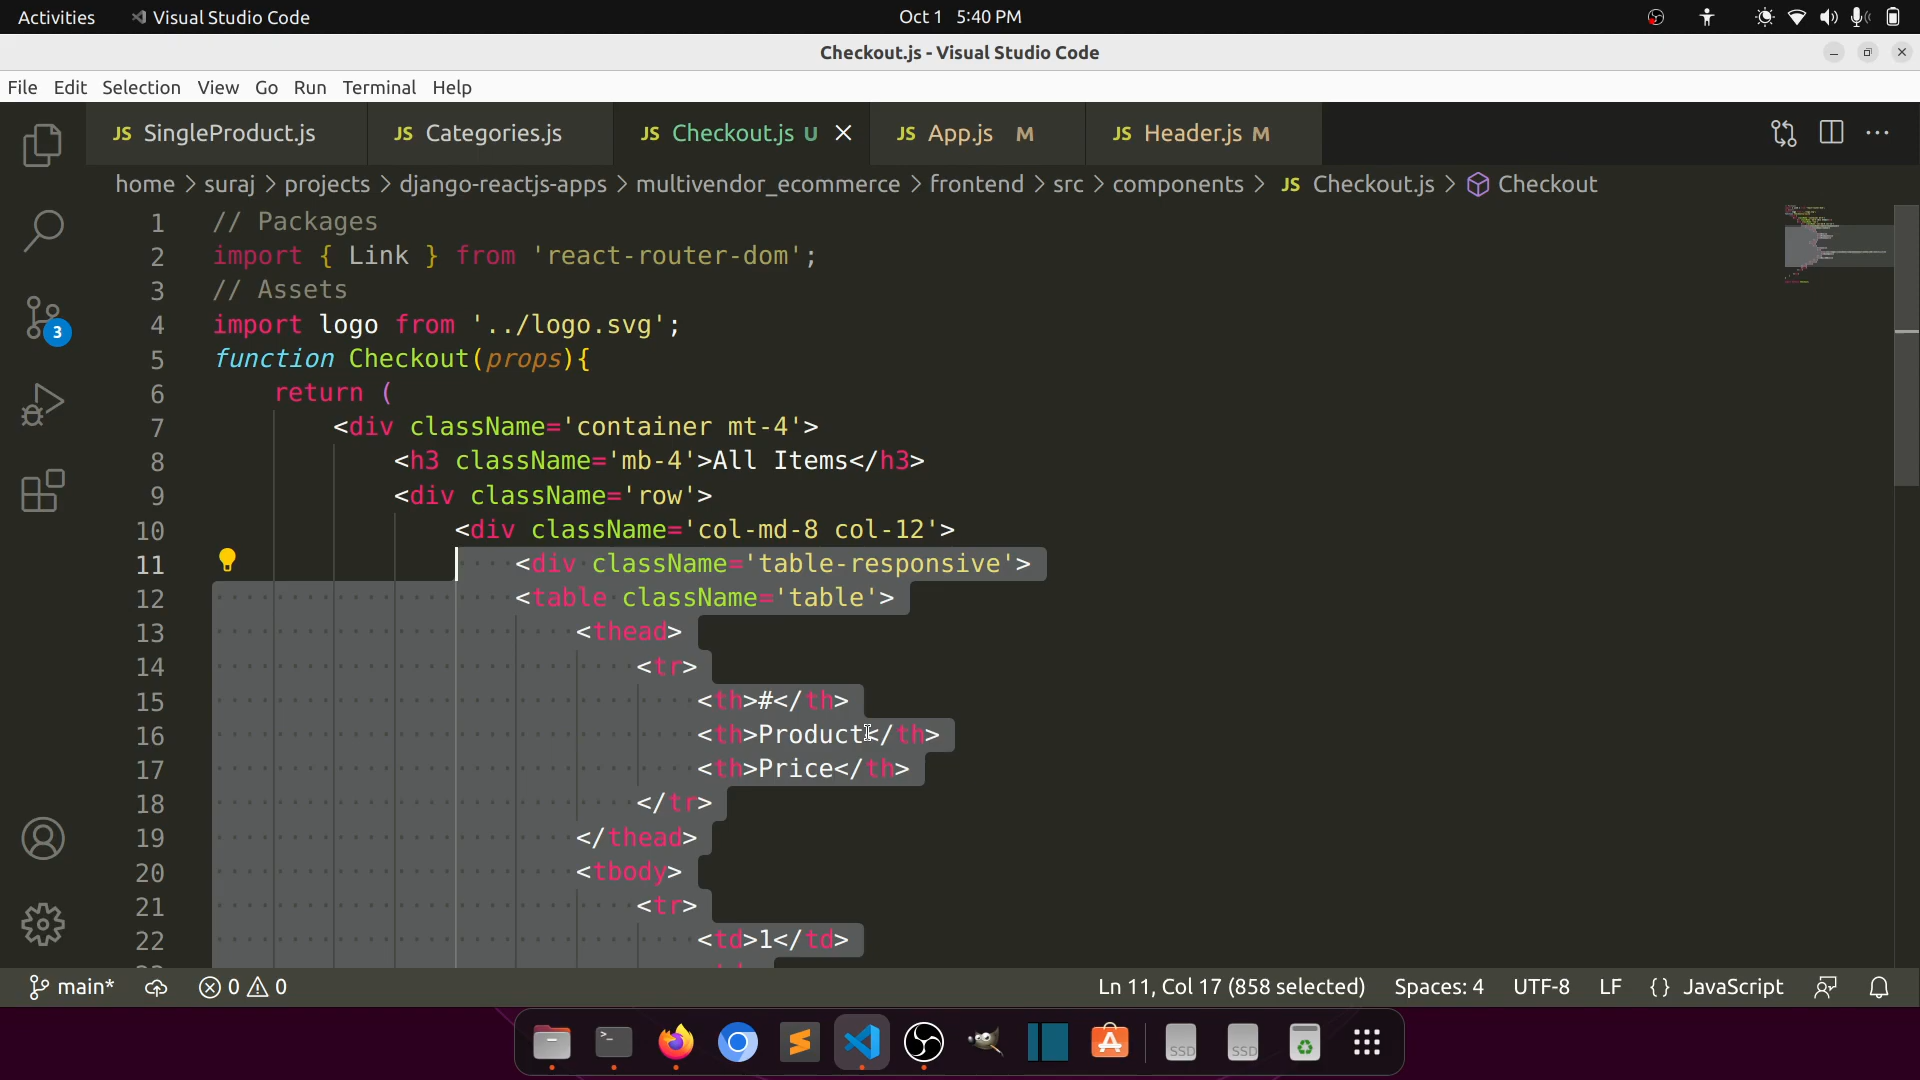 Activities Visual Studio Code Oct 1 5:40 PM
Checkout.js - Visual Studio Code
File Edit Selection View Go Run Terminal Help
JS SingleProduct.js JS Categories.js JS Checkout.js U JS App.js M JS Header.js M
home > suraj > projects > django-reactjs-apps > multivendor_ecommerce > frontend > src > components > JS Checkout.js > Checkout
1 // Packages
2 import { Link } from 'react-router-dom';
3 // Assets
3
4 import logo from '../logo.svg';
5 function Checkout(props){
6 return (
7 <div className='container mt-4'>
8 <h3 className='mb-4'>All Items</h3>
9 <div className='row'>
10 <div className='col-md-8 col-12'>
11 <div className='table-responsive'>
12 <table className='table'>
13 <thead>
14 <tr>
15 <th>#</th>
16 <th>Product</th>
17 <th>Price</th>
18 </tr>
19 </thead>
20 <tbody>
21 <tr>
22 <td>1</td>
main* 0 0 Ln 11, Col 17 (858 selected) Spaces: 4 UTF-8 LF {} JavaScript
SSD SSD